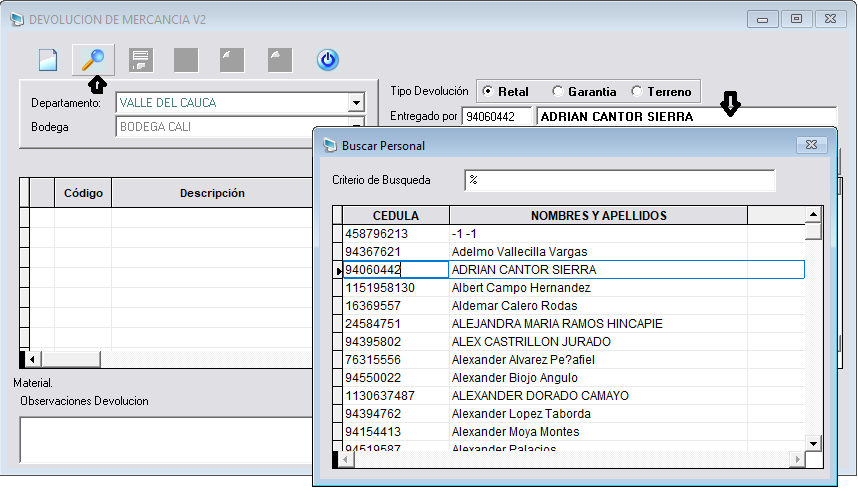 DEVOLUCION DE MERCANCIA V2
Departamento: VALLE DEL CAUCA
Bodega BODEGA CALI
Tipo Devolución Retal Garantia Terreno
Entregado por 94060442 ADRIAN CANTOR SIERRA
Código Descripción
Material.
Observaciones Devolucion
Buscar Personal
Criterio de Busqueda %
CEDULA NOMBRES Y APELLIDOS
458796213 -1 -1
94367621 Adelmo Vallecilla Vargas
94060442 ADRIAN CANTOR SIERRA
1151958130 Albert Campo Hernandez
16369557 Aldemar Calero Rodas
24584751 ALEJANDRA MARIA RAMOS HINCAPIE
94395802 ALEX CASTRILLON JURADO
76315556 Alexander Alvarez Pe?afiel
94550022 Alexander Biojo Angulo
1130637487 ALEXANDER DORADO CAMAYO
94394762 Alexander Lopez Taborda
94154413 Alexander Moya Montes
94519587 Alexander Palacios